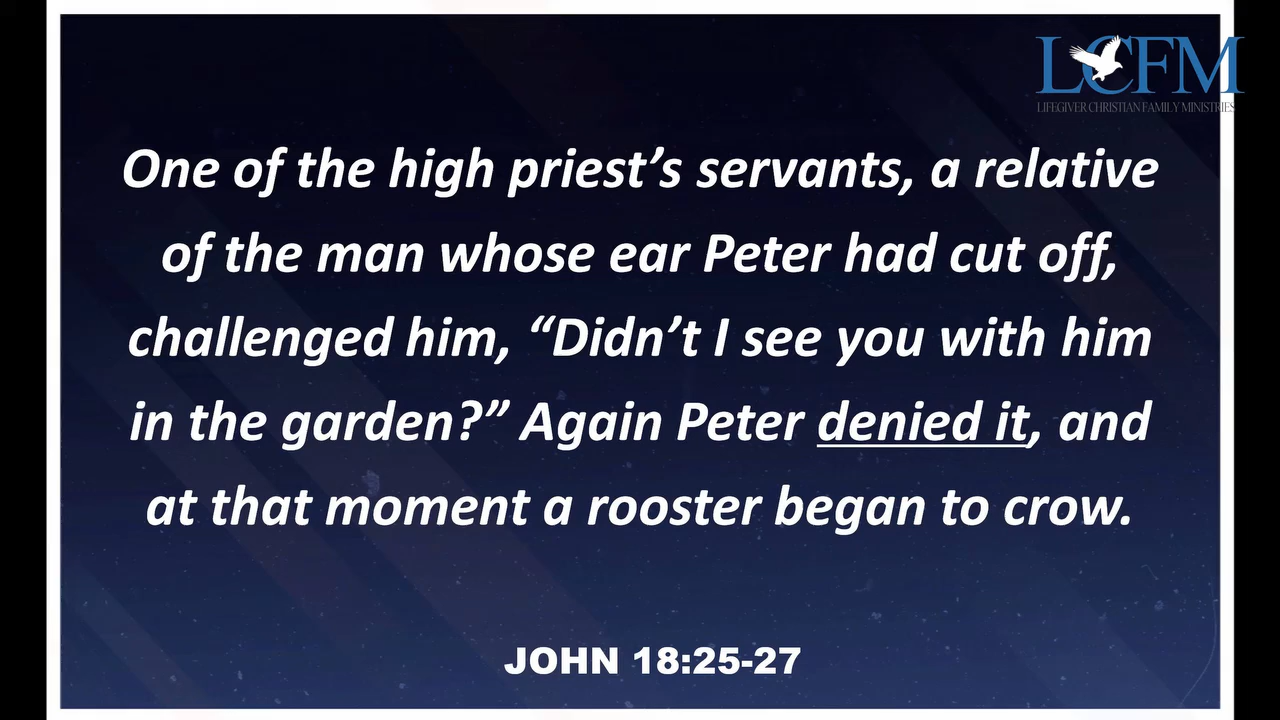 LCFM
LIFEGIVER CHRISTIAN FAMILY MINISTRIES
One of the high priest’s servants, a relative
of the man whose ear Peter had cut off,
challenged him, “Didn’t I see you with him
in the garden?” Again Peter denied it, and
at that moment a rooster began to crow.
JOHN 18:25-27